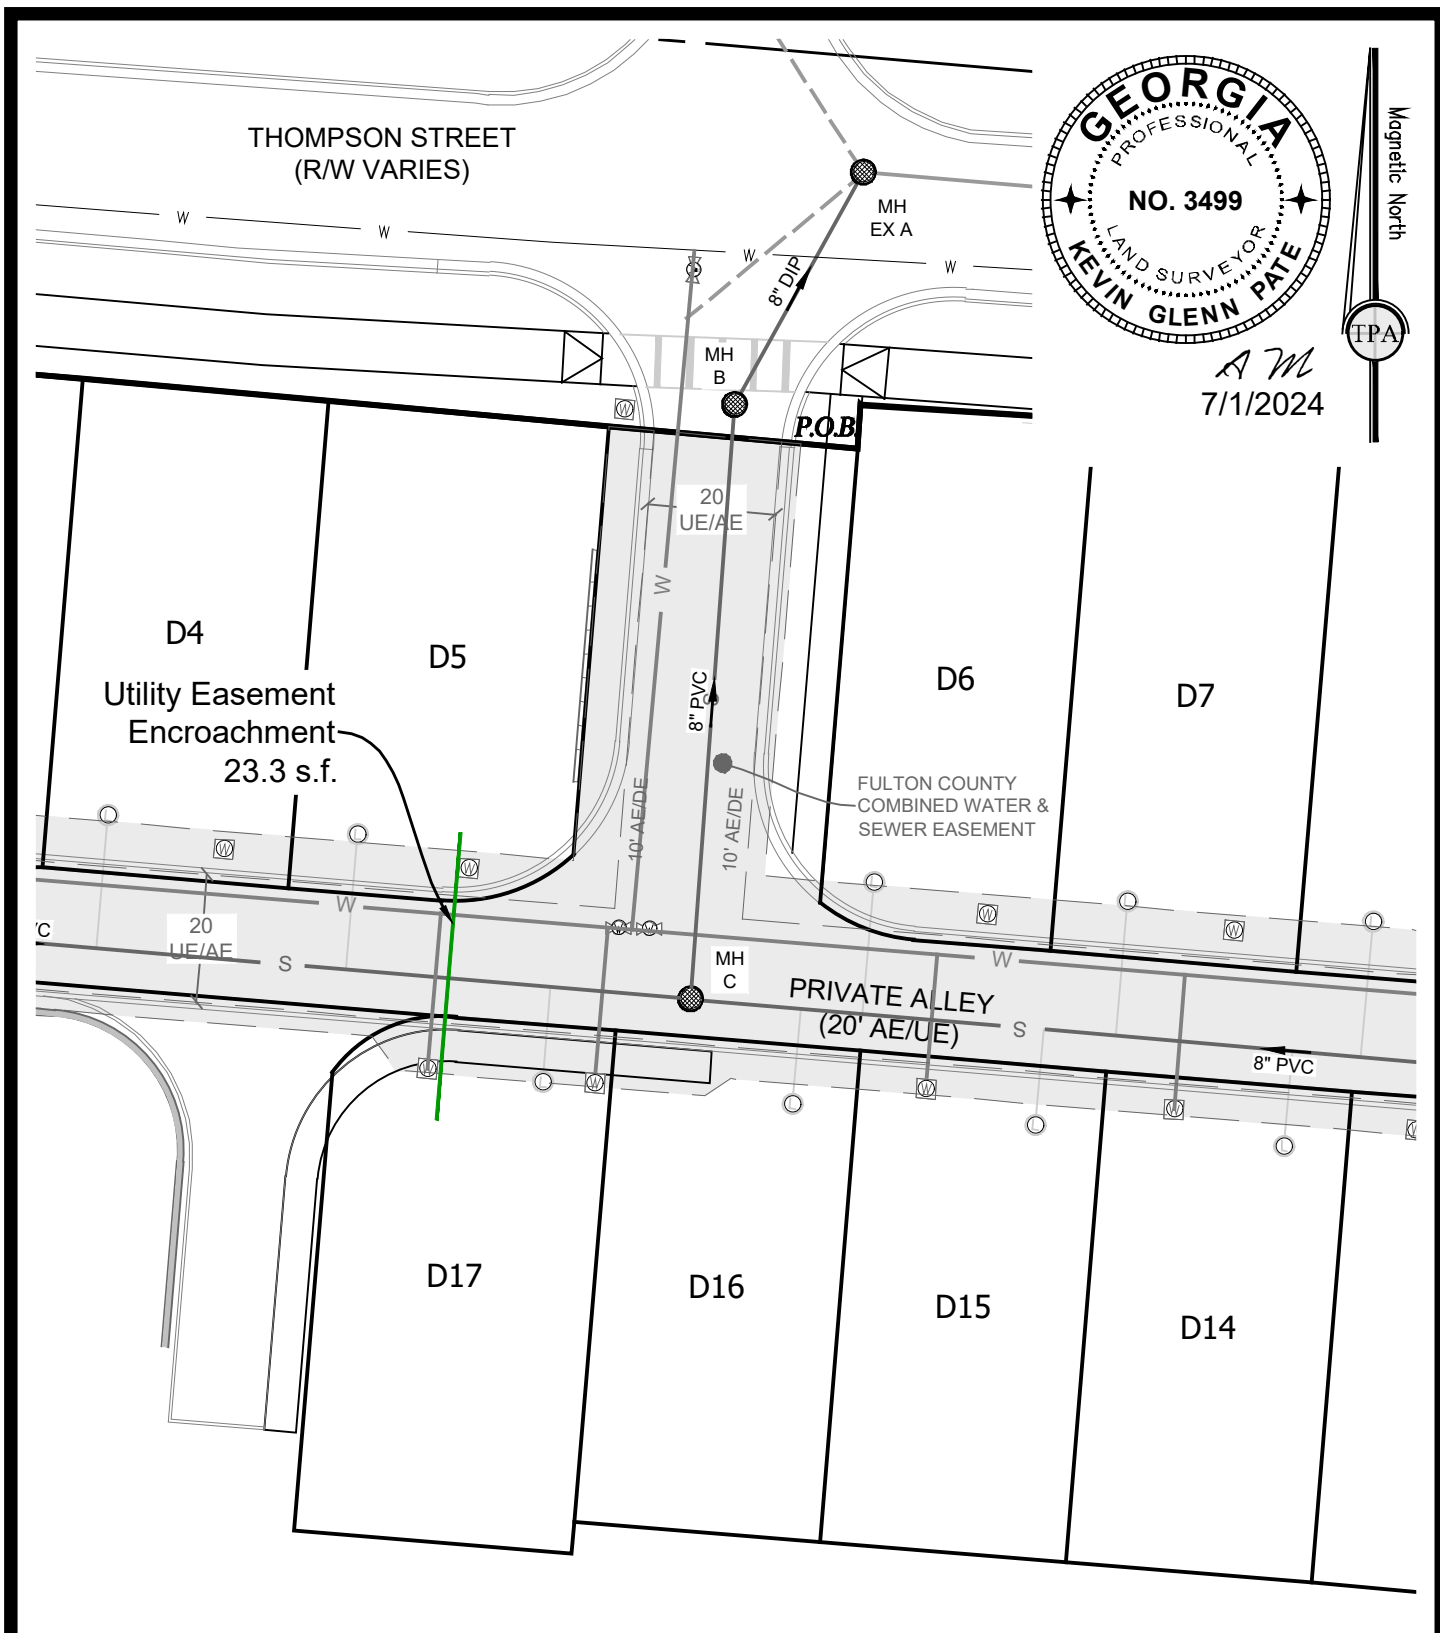 THOMPSON STREET
(R/W VARIES)
W
W
W
W
MH
EX A
8" DIP
MH
B
P.O.B.
GEORGIA
PROFESSIONAL
NO. 3499
LAND SURVEYOR
KEVIN GLENN PATE
7/1/2024
Magnetic North
TPA
W
20
UE/AE
W
D4
D5
D6
D7
Utility Easement
Encroachment
23.3 s.f.
8" PVC
S
10' AE/DE
10' AE/DE
FULTON COUNTY
COMBINED WATER &
SEWER EASEMENT
L
L
W
W
L
L
L
W
W
W
20
UE/AE
VC
S
W
MH
C
PRIVATE ALLEY
(20' AE/UE)
S
8" PVC
W
L
W
L
W
L
W
L
W
D17
D16
D15
D14